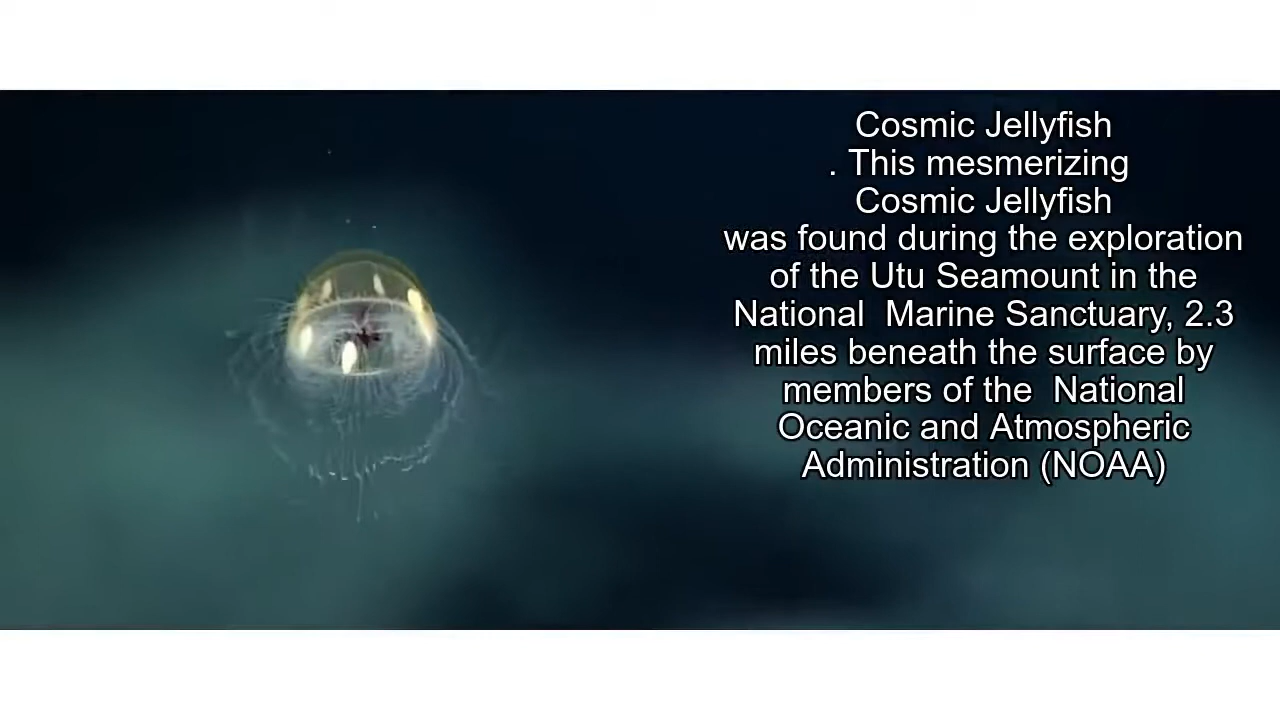 Cosmic Jellyfish
. This mesmerizing
Cosmic Jellyfish
was found during the exploration
of the Utu Seamount in the
National  Marine Sanctuary, 2.3
miles beneath the surface by
members of the  National
Oceanic and Atmospheric
Administration (NOAA)